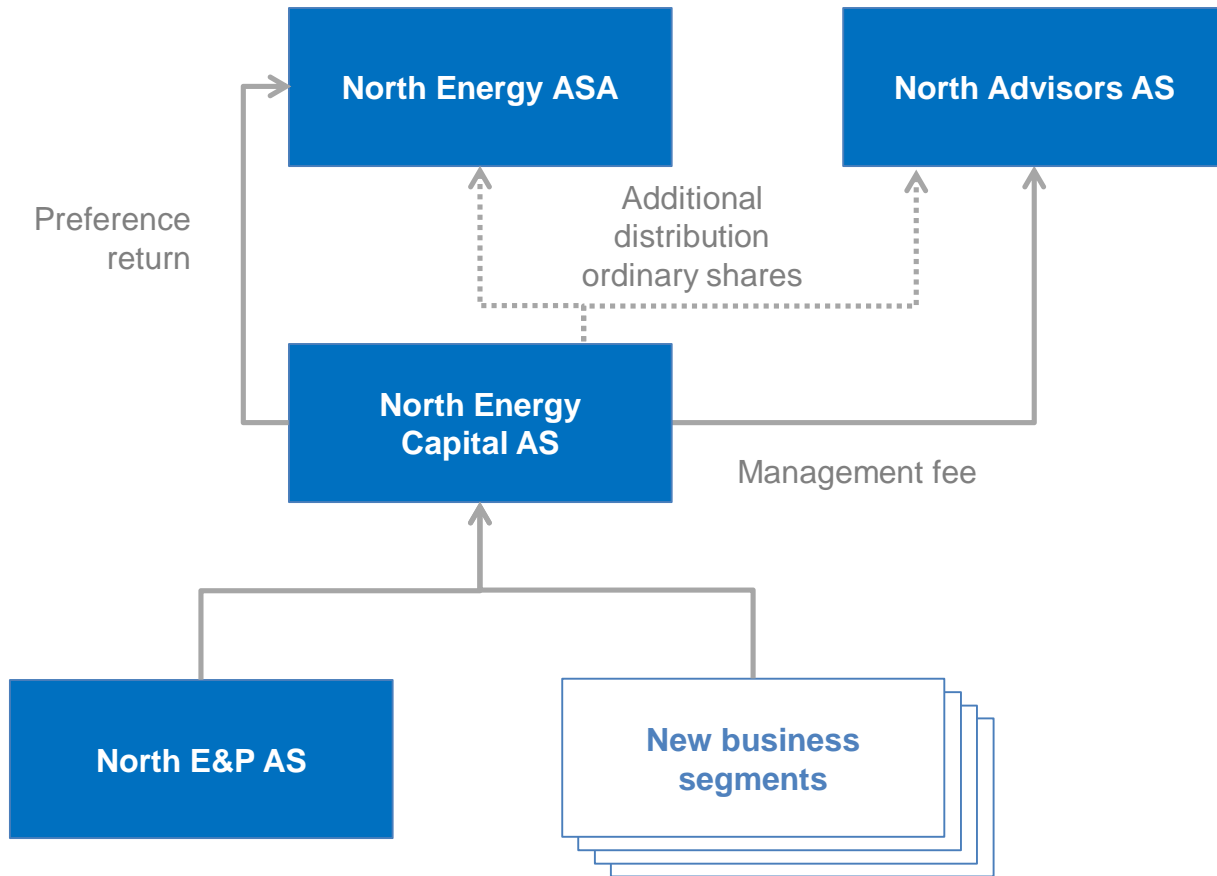 North Energy ASA
North Advisors AS
Preference
return
Additional
distribution
ordinary shares
North Energy
Capital AS
Management fee
North E&P AS
New business
segments